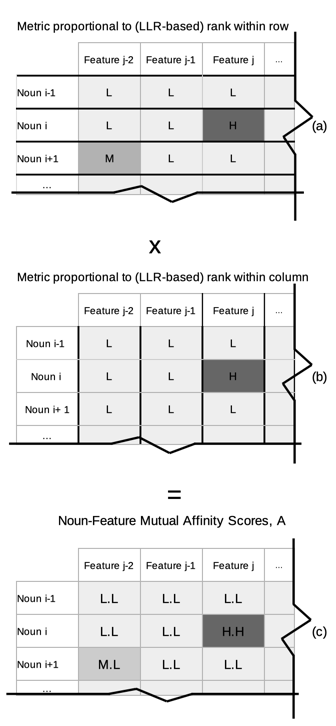 Metric proportional to (LLR-based) rank within row
Feature j-2 Feature j-1 Feature j ...
Noun i-1 L L L
Noun i L L H
(a)
Noun i+1 M L L
...
X
Metric proportional to (LLR-based) rank within column
Feature j-2 Feature j-1 Feature j ...
Noun i-1 L L L
Noun i L L H
(b)
Noun i+ 1 L L L
...
=
Noun-Feature Mutual Affinity Scores, A
Feature j-2 Feature j-1 Feature j ...
Noun i-1 L.L L.L L.L
Noun i L.L L.L H.H
(c)
Noun i+1 M.L L.L L.L
...